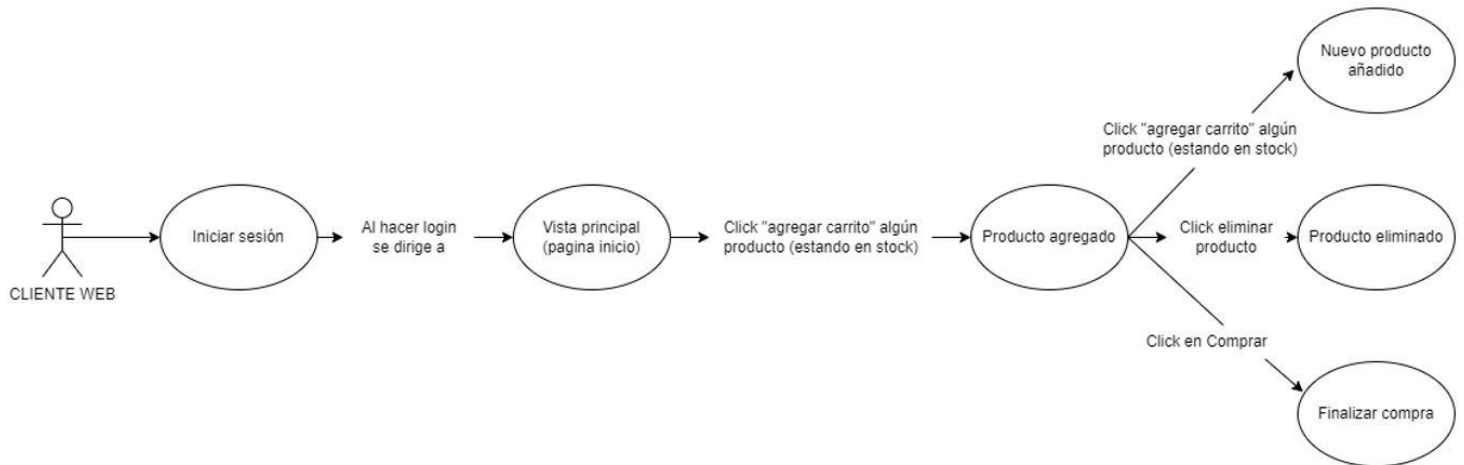 Nuevo producto
añadido
Click "agregar carrito" algún
producto (estando en stock)
Iniciar sesión
Al hacer login
se dirige a
Vista principal
(pagina inicio)
Click "agregar carrito" algún
producto (estando en stock)
Producto agregado
Click eliminar
producto
Producto eliminado
CLIENTE WEB
Click en Comprar
Finalizar compra